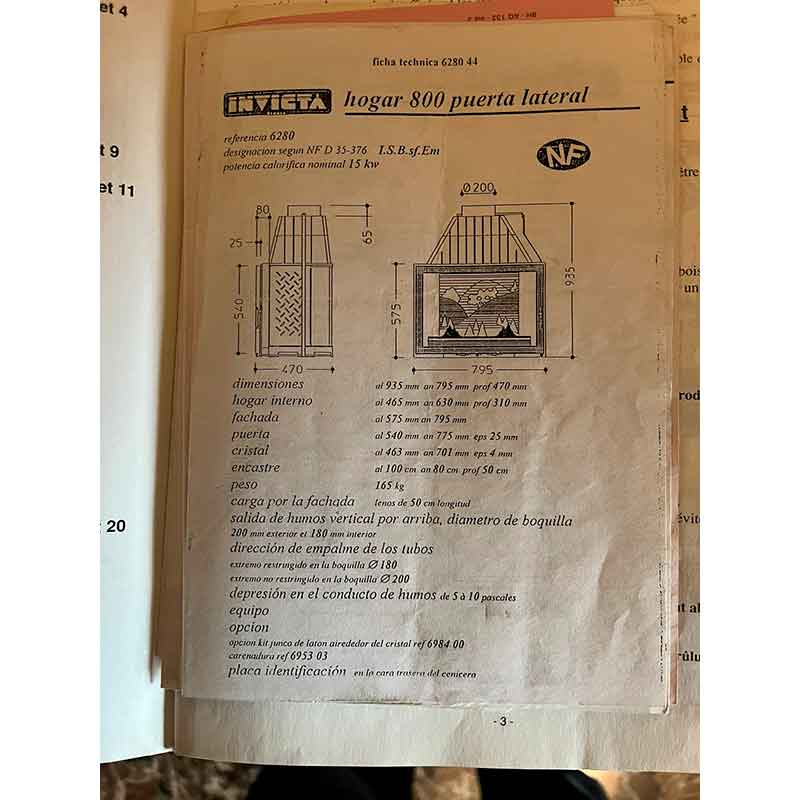 et 4
et 9
et 11
20
ficha technica 6280 44
INVICTA
hogar 800 puerta lateral
referencia 6280
designacion segun NF D 35-376 I.S.B.sf.Em
potencia calorifica nominal 15 kw
NF
80
25
65
540
470
Ø 200
575
935
795
dimensiones al 935 mm an 795 mm prof 470 mm
hogar interno al 465 mm an 630 mm prof 310 mm
fachada al 575 mm an 795 mm
puerta al 540 mm an 775 mm eps 25 mm
cristal al 463 mm an 701 mm eps 4 mm
encastre al 100 cm an 80 cm prof 50 cm
peso 165 kg
carga por la fachada lenos de 50 cm longitud
salida de humos vertical por arriba, diametro de boquilla
200 mm exterior et 180 mm interior
dirección de empalme de los tubos
extremo restringido en la boquilla Ø 180
extremo no restringido en la boquilla Ø 200
depresión en el conducto de humos de 5 à 10 pascales
equipo
opcion
opcion kit junca de laton airededor del cristal ref 6984 00
carenadura ref 6953 03
placa identificación en la cara trasera del cenicera
- 3 -